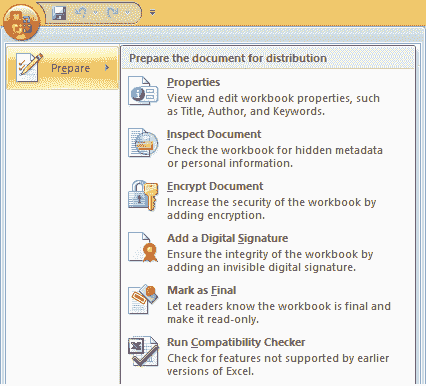 Prepare
Prepare the document for distribution
Properties
View and edit workbook properties, such
as Title, Author, and Keywords.
Inspect Document
Check the workbook for hidden metadata
or personal information.
Encrypt Document
Increase the security of the workbook by
adding encryption.
Add a Digital Signature
Ensure the integrity of the workbook by
adding an invisible digital signature.
Mark as Final
Let readers know the workbook is final and
make it read-only.
Run Compatibility Checker
Check for features not supported by earlier
versions of Excel.